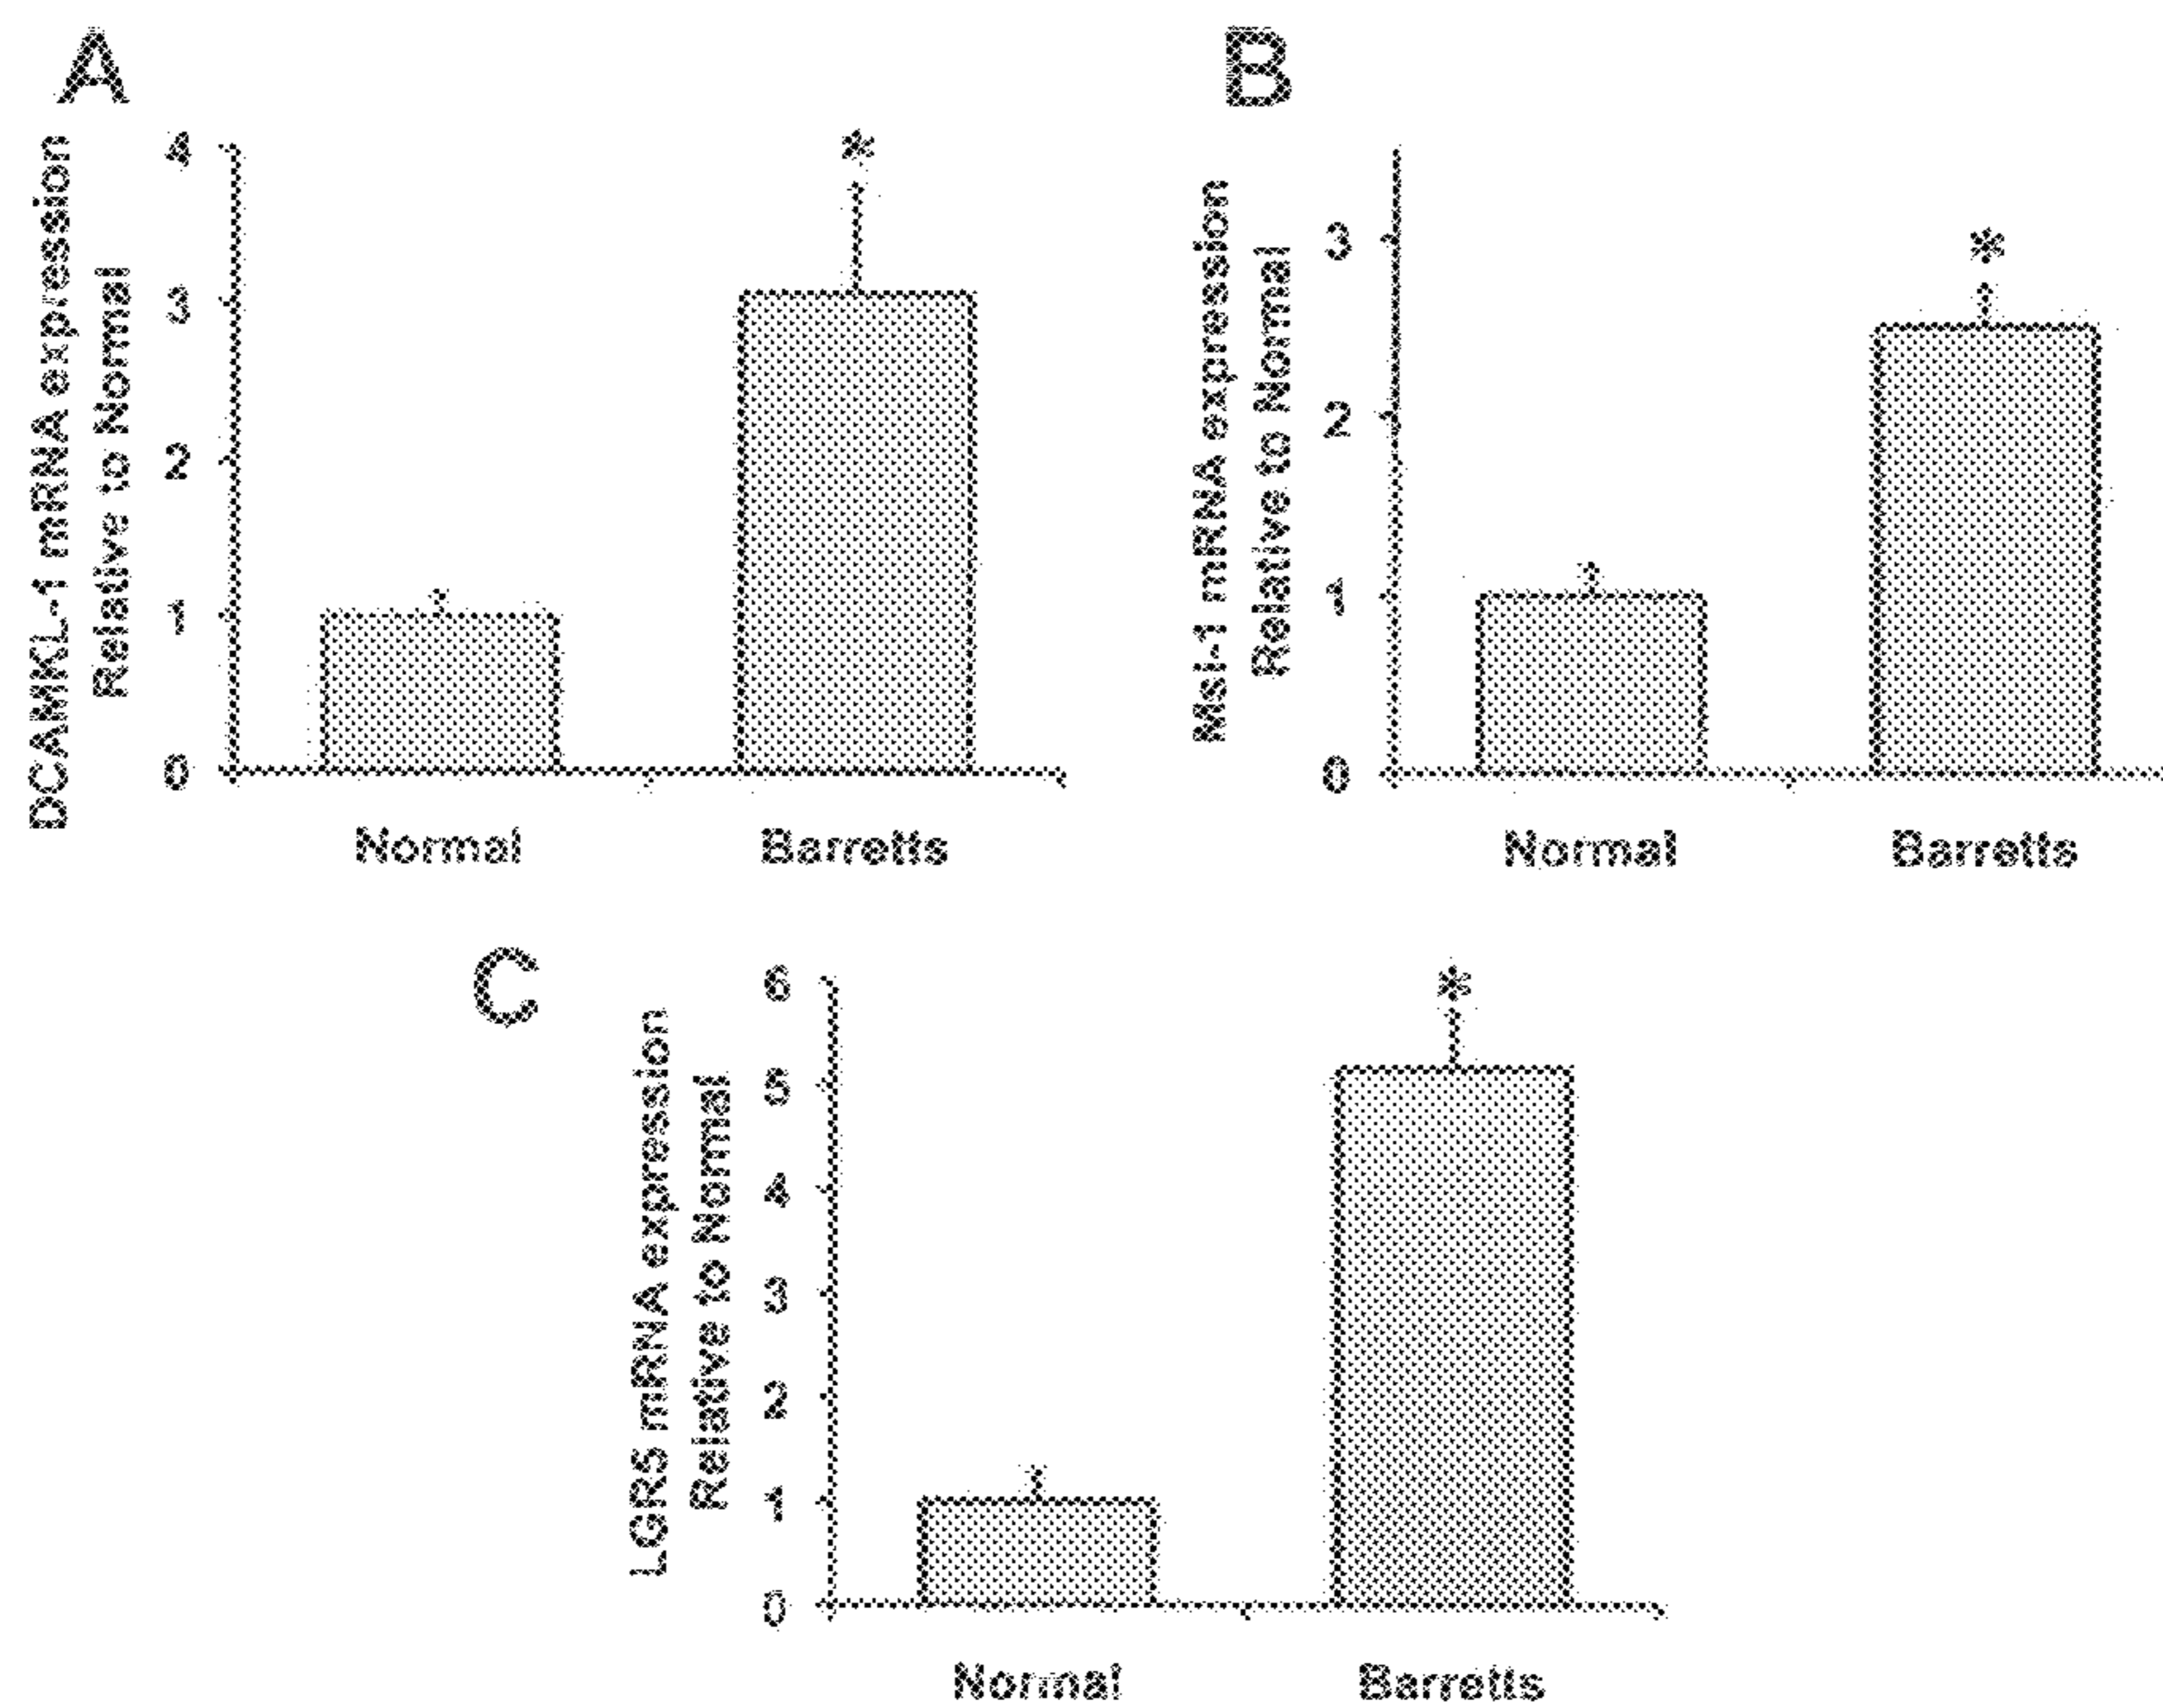 A
DCAMKL-1 mRNA expression
Relative to Normal
4
3
2
1
0
*
Normal
Barretts
B
Msi-1 mRNA expression
Relative to Normal
3
2
1
0
*
Normal
Barretts
C
LGR5 mRNA expression
Relative to Normal
6
5
4
3
2
1
0
*
Normal
Barretts